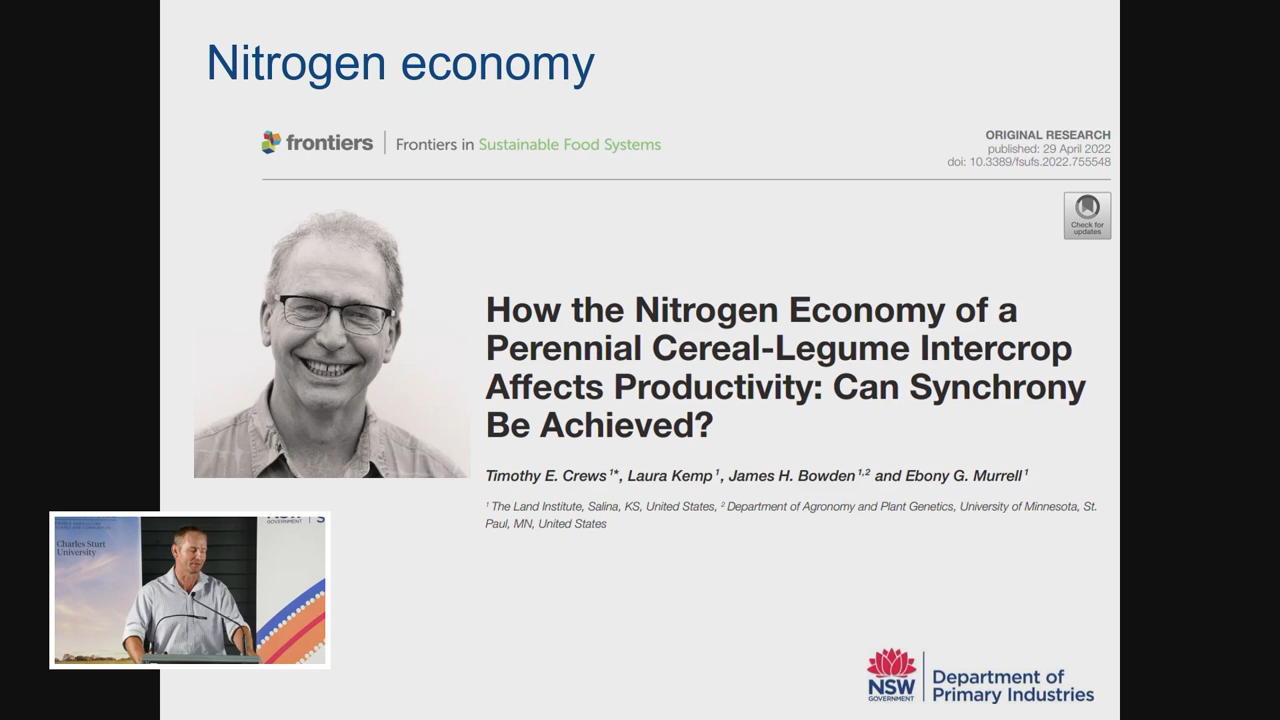 Nitrogen economy
frontiers
Frontiers in Sustainable Food Systems
ORIGINAL RESEARCH
published: 29 April 2022
doi: 10.3389/fsufs.2022.755548
Check for
updates
How the Nitrogen Economy of a
Perennial Cereal-Legume Intercrop
Affects Productivity: Can Synchrony
Be Achieved?
Timothy E. Crews 1*, Laura Kemp 1, James H. Bowden 1,2 and Ebony G. Murrell 1
1 The Land Institute, Salina, KS, United States, 2 Department of Agronomy and Plant Genetics, University of Minnesota, St.
Paul, MN, United States
Charles Sturt
University
NSW
GOVERNMENT
Department of
Primary Industries